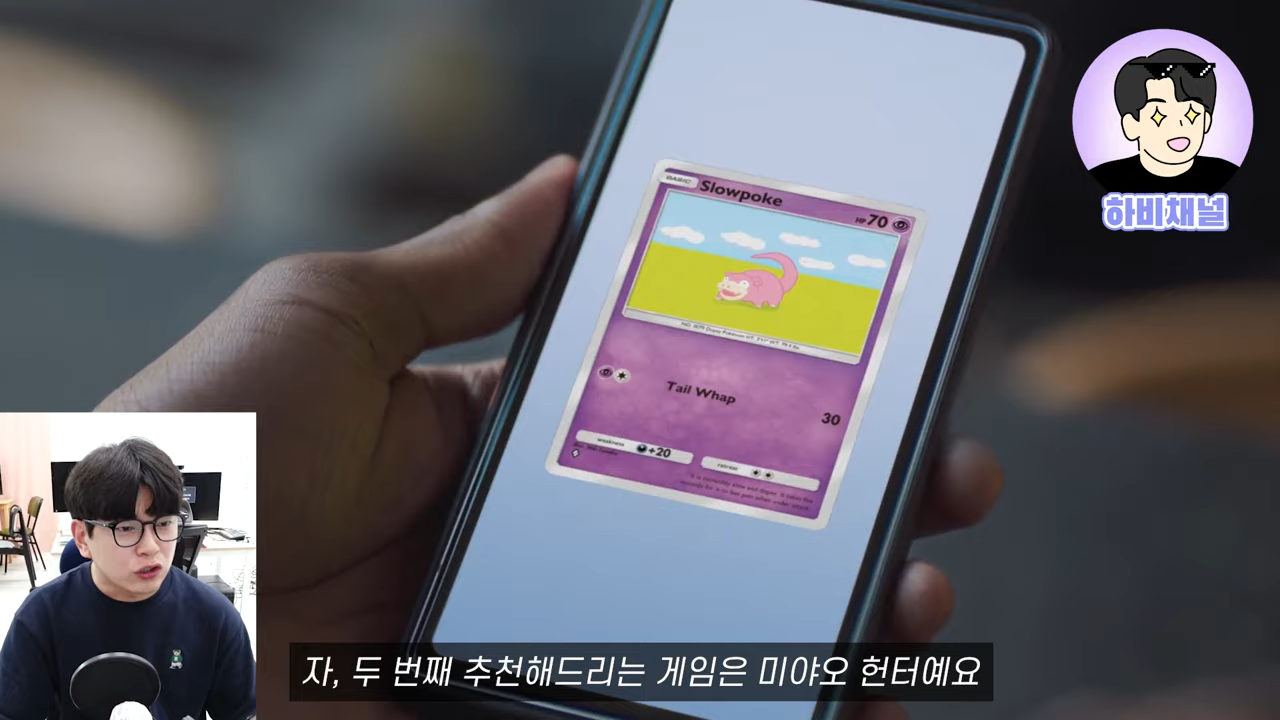 하비채널
BASIC Slowpoke HP 70
Tail Whap 30
weakness +20
retreat
자, 두 번째 추천해드리는 게임은 미야오 헌터예요